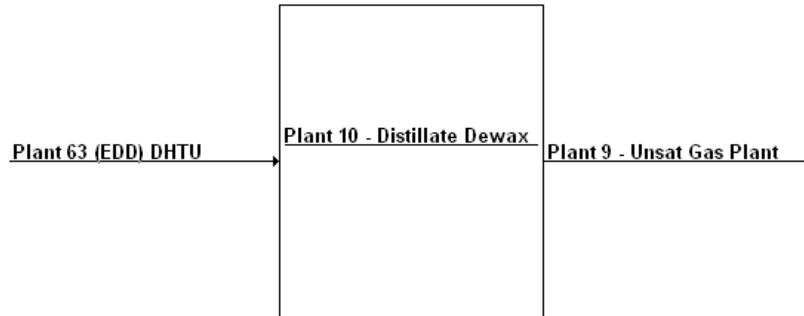 Plant 63 (EDD) DHTU
Plant 10 - Distillate Dewax
Plant 9 - Unsat Gas Plant